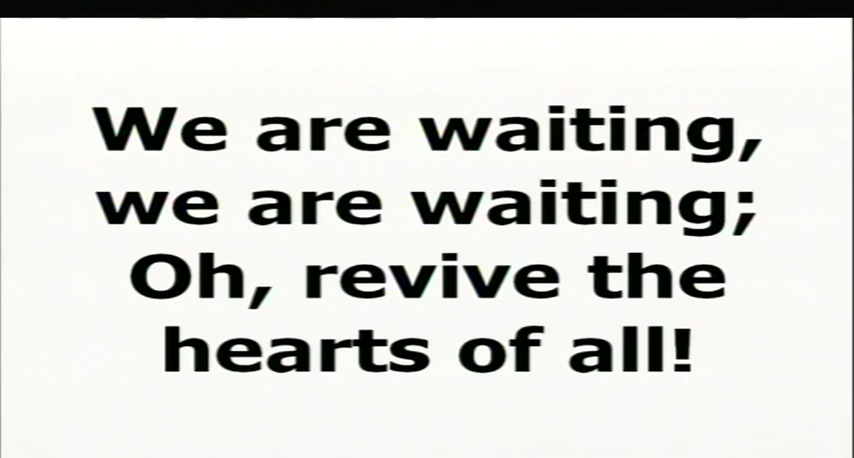 We are waiting,
we are waiting;
Oh, revive the
hearts of all!